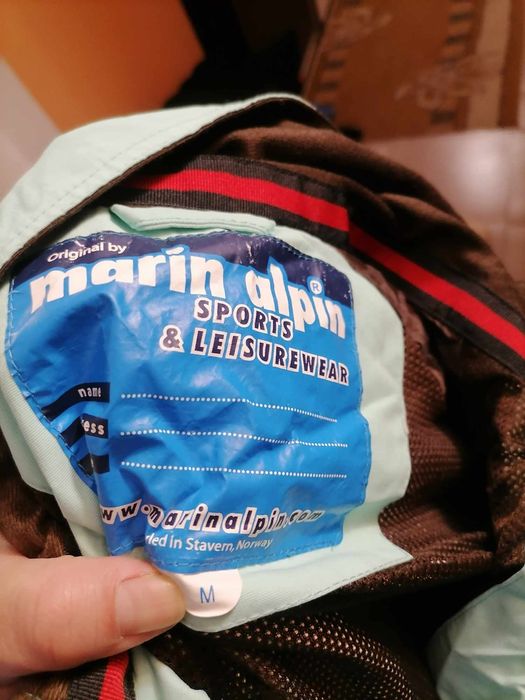 Original by
marin alpin®
SPORTS
& LEISUREWEAR
name
www.marinalpin.com
in Stavern, Norway
M